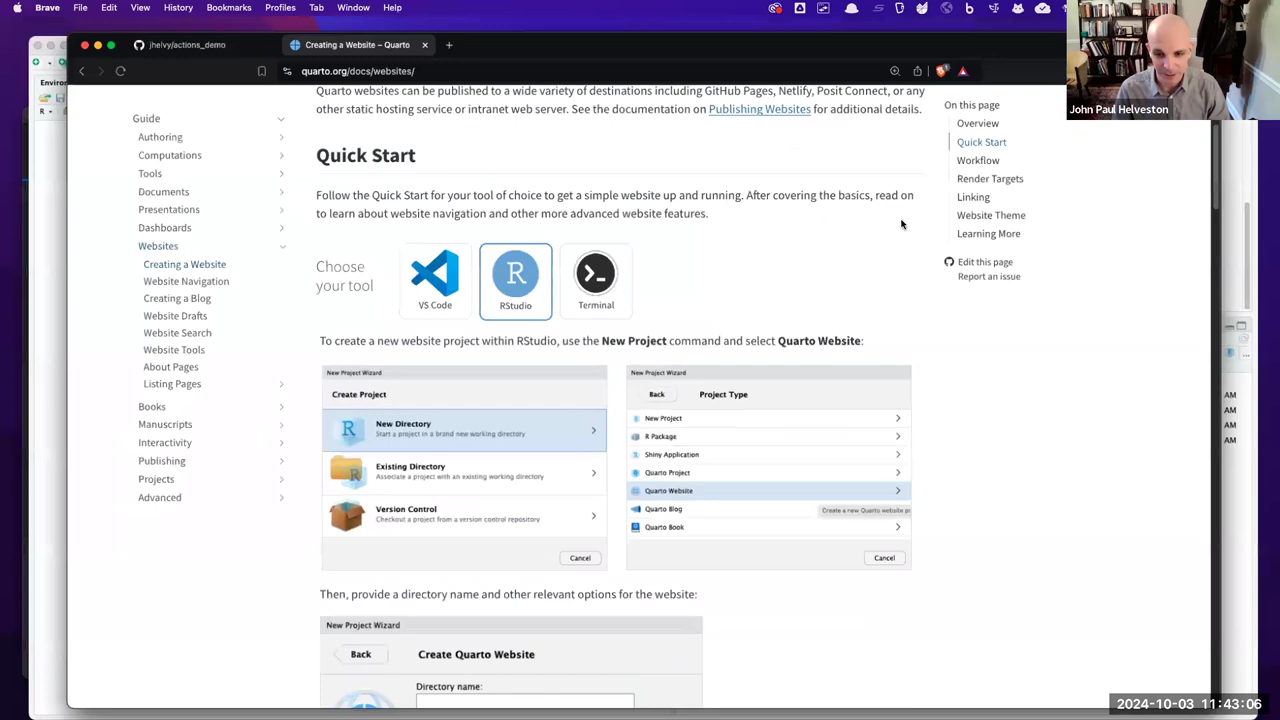 Brave File Edit View History Bookmarks Profiles Tab Window Help
jhelvy/actions_demo
Creating a Website – Quarto
quarto.org/docs/websites/
John Paul Helveston
Environ
R
Guide
Authoring
Computations
Tools
Documents
Presentations
Dashboards
Websites
Creating a Website
Website Navigation
Creating a Blog
Website Drafts
Website Search
Website Tools
About Pages
Listing Pages
Books
Manuscripts
Interactivity
Publishing
Projects
Advanced
Quarto websites can be published to a wide variety of destinations including GitHub Pages, Netlify, Posit Connect, or any
other static hosting service or intranet web server. See the documentation on Publishing Websites for additional details.
Quick Start
Follow the Quick Start for your tool of choice to get a simple website up and running. After covering the basics, read on
to learn about website navigation and other more advanced website features.
Choose
your tool
VS Code
RStudio
Terminal
To create a new website project within RStudio, use the New Project command and select Quarto Website:
New Project Wizard
Create Project
New Directory
Start a project in a brand new working directory
Existing Directory
Associate a project with an existing working directory
Version Control
Checkout a project from a version control repository
Cancel
New Project Wizard
Back Project Type
New Project
R Package
Shiny Application
Quarto Project
Quarto Website
Quarto Blog
Create a new Quarto website pr
Quarto Book
Cancel
Then, provide a directory name and other relevant options for the website:
New Project Wizard
Back Create Quarto Website
Directory name:
On this page
Overview
Quick Start
Workflow
Render Targets
Linking
Website Theme
Learning More
Edit this page
Report an issue
AM
AM
AM
AM
2024-10-03 11:43:06